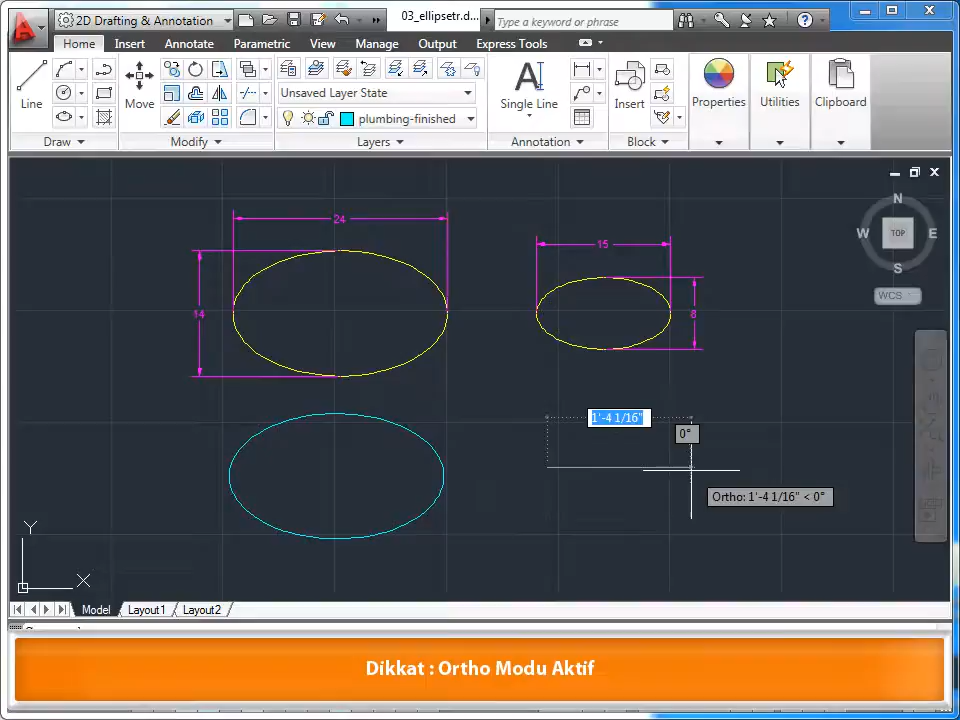 2D Drafting & Annotation
03_ellipsetr.d...
Type a keyword or phrase
Home Insert Annotate Parametric View Manage Output Express Tools
Line
Move
Unsaved Layer State
plumbing-finished
A
Single Line
Insert
Properties
Utilities
Clipboard
Draw Modify Layers Annotation Block
24
14
15
8
N
W TOP E
S
WCS
1'-4 1/16"
0°
Ortho: 1'-4 1/16" < 0°
Y
X
Model Layout1 Layout2
Dikkat : Ortho Modu Aktif